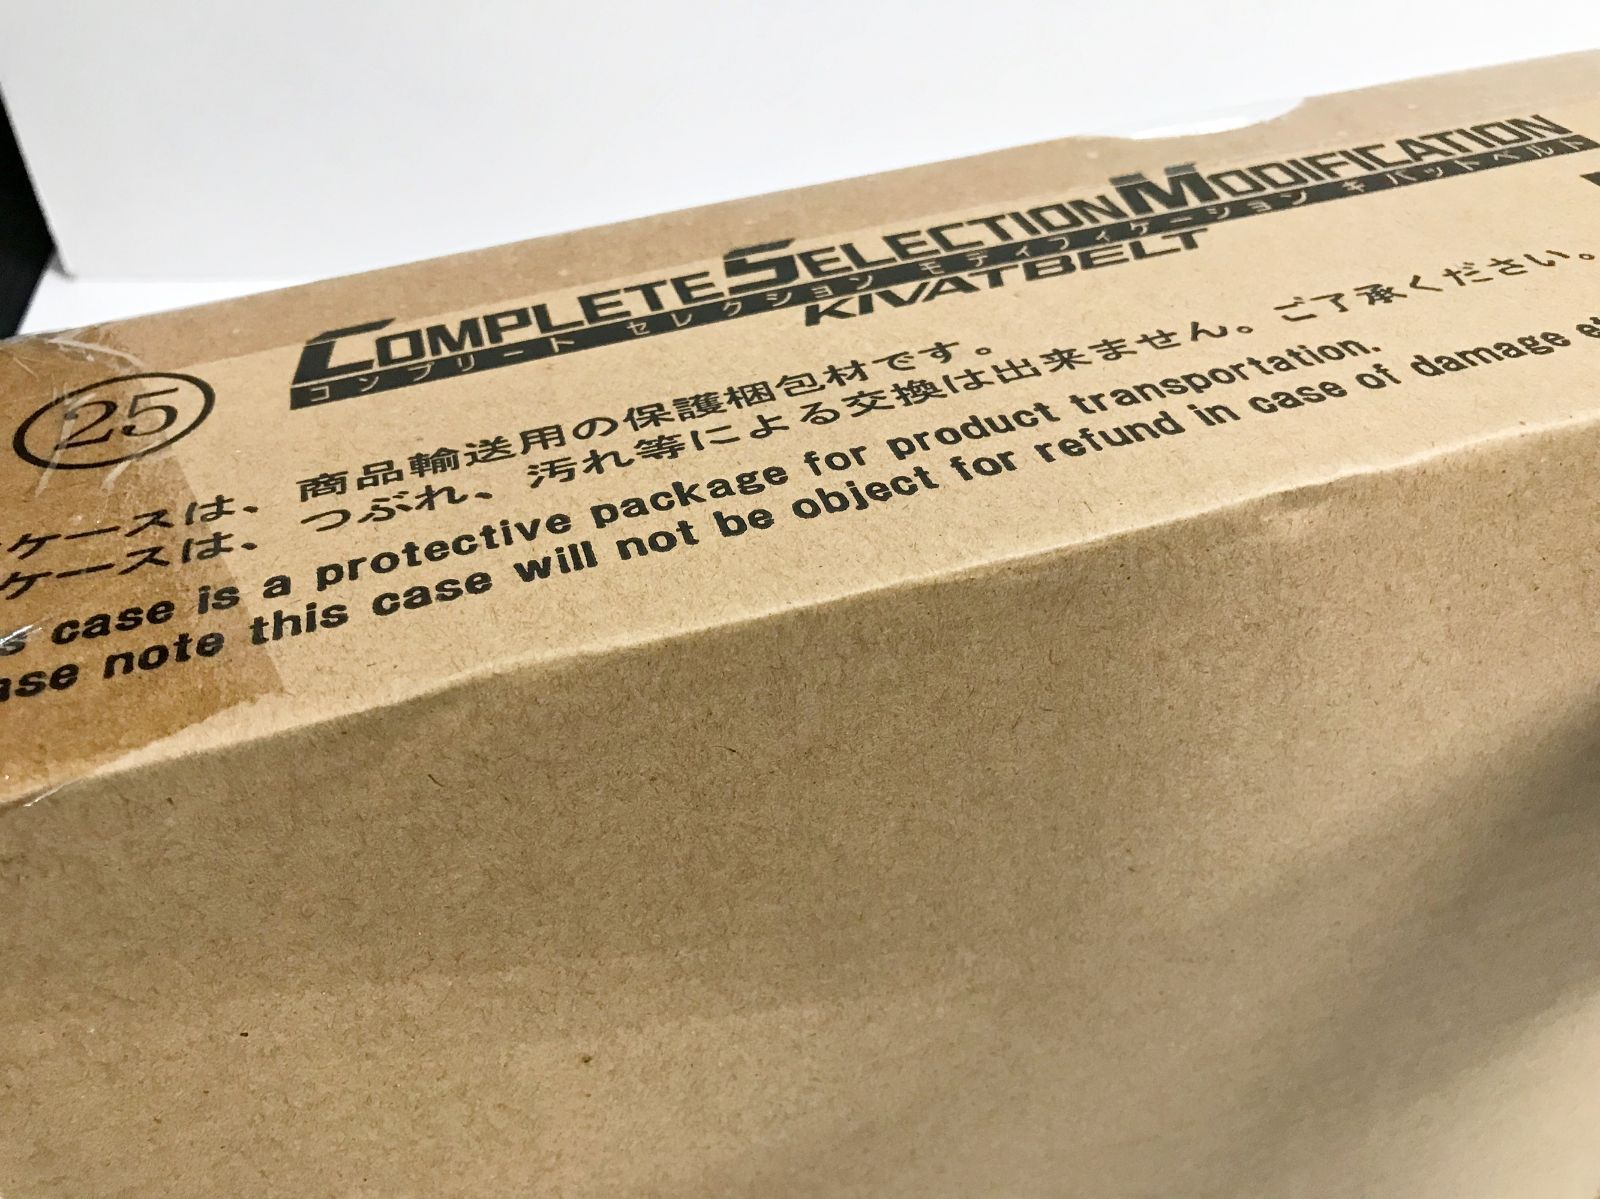 COMPLETE SELECTION MODIFICATION
コンプリート セレクション モディフィケーション キバットベルト
KIVATBELT
25
ケースは、商品輸送用の保護梱包材です。
ケースは、つぶれ、汚れ等による交換は出来ません。ご了承ください。
case is a protective package for product transportation.
note this case will not be object for refund in case of damage